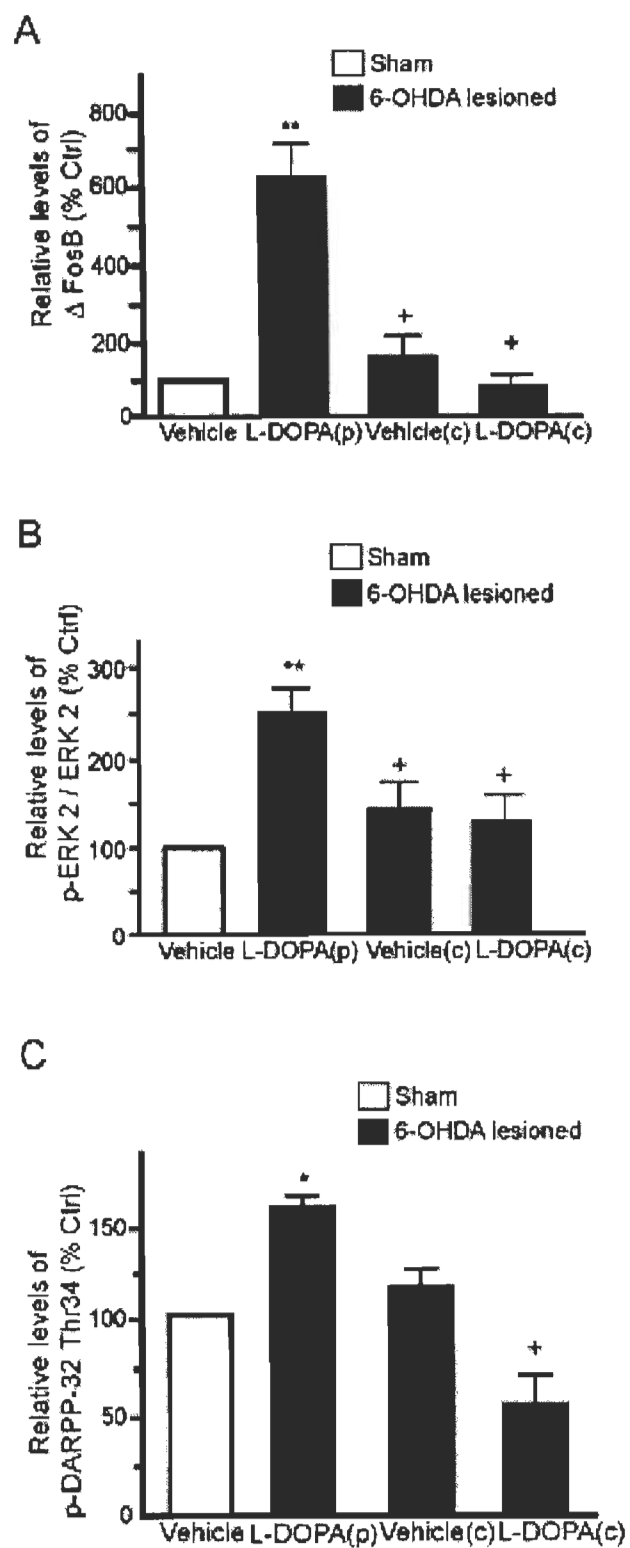 A
Sham
6-OHDA lesioned
Relative levels of
Δ FosB (% Ctrl)
800
600
400
200
0
**
+
+
Vehicle L-DOPA(p) Vehicle(c) L-DOPA(c)
B
Sham
6-OHDA lesioned
Relative levels of
p-ERK 2 / ERK 2 (% Ctrl)
300
200
100
0
**
+
+
Vehicle L-DOPA(p) Vehicle(c) L-DOPA(c)
C
Sham
6-OHDA lesioned
Relative levels of
p-DARPP-32 Thr34 (% Ctrl)
150
100
50
0
*
+
Vehicle L-DOPA(p) Vehicle(c) L-DOPA(c)